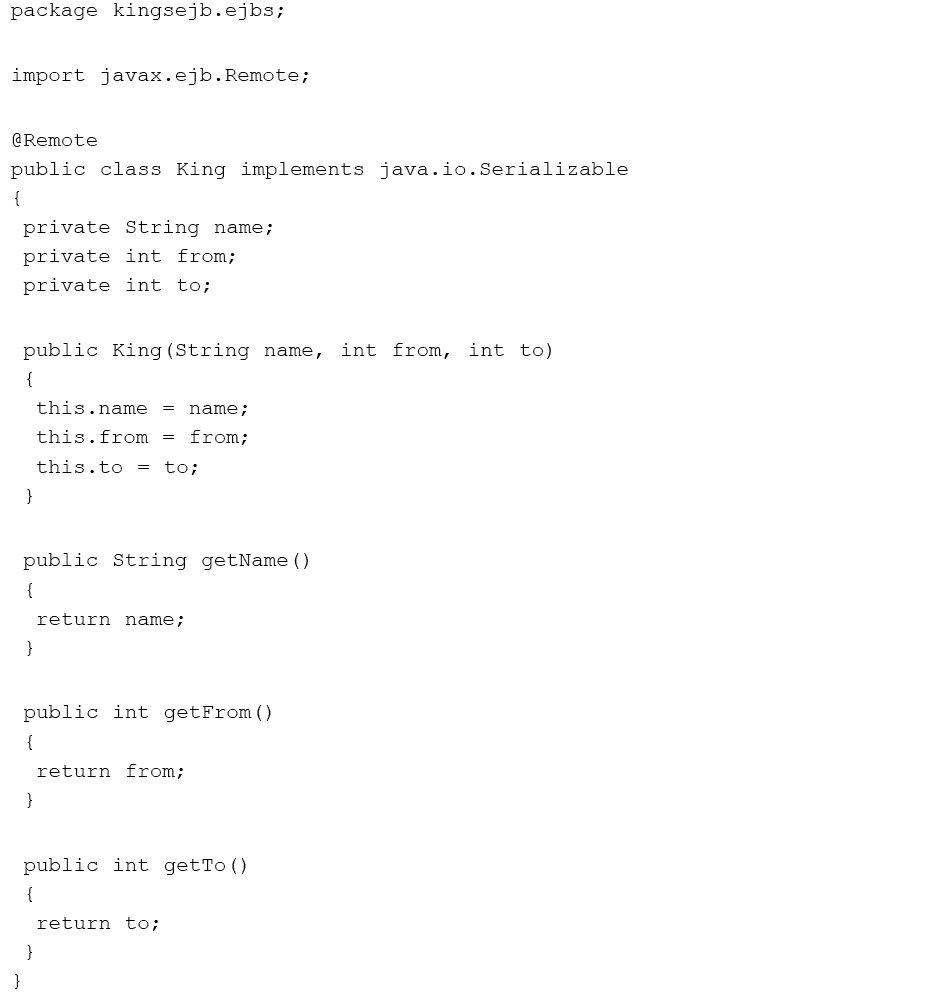 package kingsejb.ejbs;
import javax.ejb.Remote;
@Remote
public class King implements java.io.Serializable
{
private String name;
private int from;
private int to;
public King(String name, int from, int to)
{
this.name = name;
this.from = from;
this.to = to;
}
public String getName()
{
return name;
}
public int getFrom()
{
return from;
}
public int getTo()
{
return to;
}
}